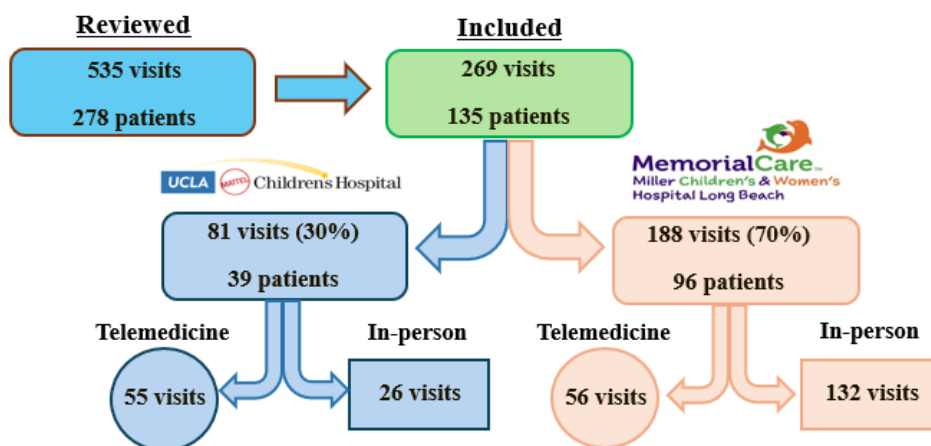 Reviewed
Included
535 visits
278 patients
269 visits
135 patients
UCLA MATTEL Children's Hospital
MemorialCare™
Miller Children's & Women's
Hospital Long Beach
81 visits (30%)
39 patients
188 visits (70%)
96 patients
Telemedicine
In-person
Telemedicine
In-person
55 visits
26 visits
56 visits
132 visits